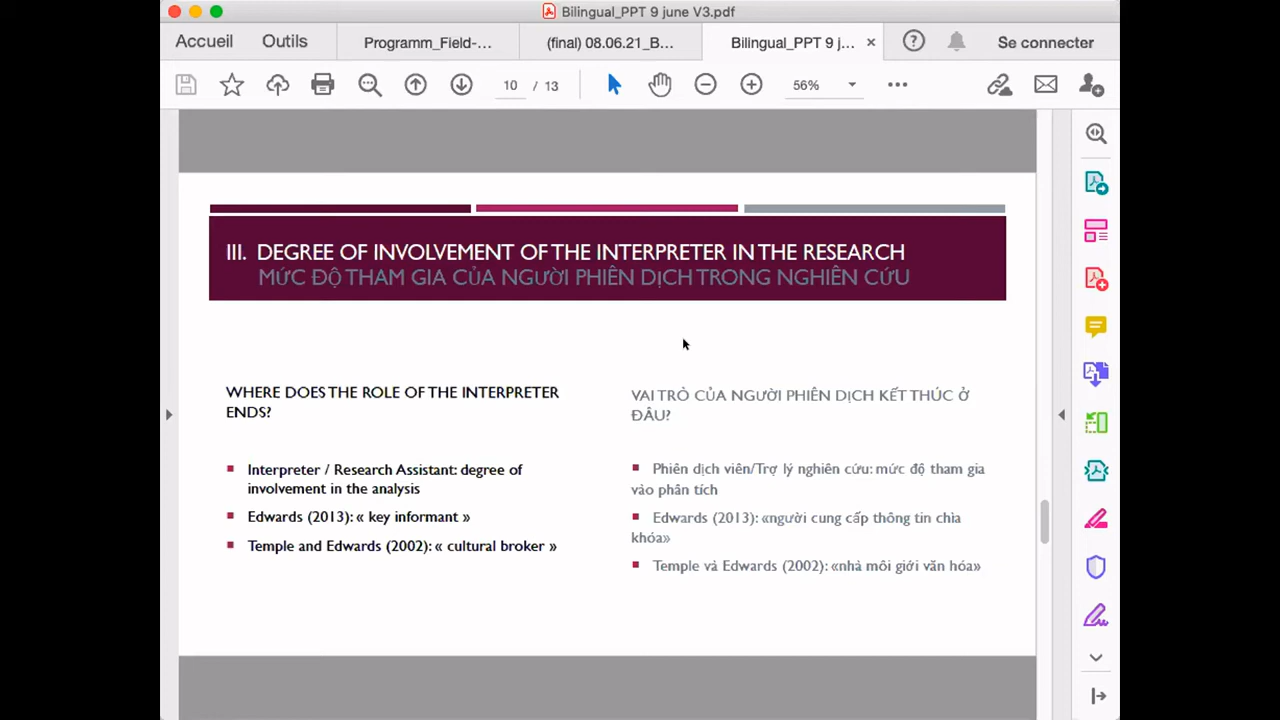 Bilingual_PPT 9 june V3.pdf
Accueil
Outils
Programm_Field-...
(final) 08.06.21_B...
Bilingual_PPT 9 j...
Se connecter
10 / 13
56%
III. DEGREE OF INVOLVEMENT OF THE INTERPRETER IN THE RESEARCH
MỨC ĐỘ THAM GIA CỦA NGƯỜI PHIÊN DỊCH TRONG NGHIÊN CỨU
WHERE DOES THE ROLE OF THE INTERPRETER
ENDS?
Interpreter / Research Assistant: degree of
involvement in the analysis
Edwards (2013): « key informant »
Temple and Edwards (2002): « cultural broker »
VAI TRÒ CỦA NGƯỜI PHIÊN DỊCH KẾT THÚC Ở
ĐÂU?
Phiên dịch viên/Trợ lý nghiên cứu: mức độ tham gia
vào phân tích
Edwards (2013): «người cung cấp thông tin chìa
khóa»
Temple và Edwards (2002): «nhà môi giới văn hóa»